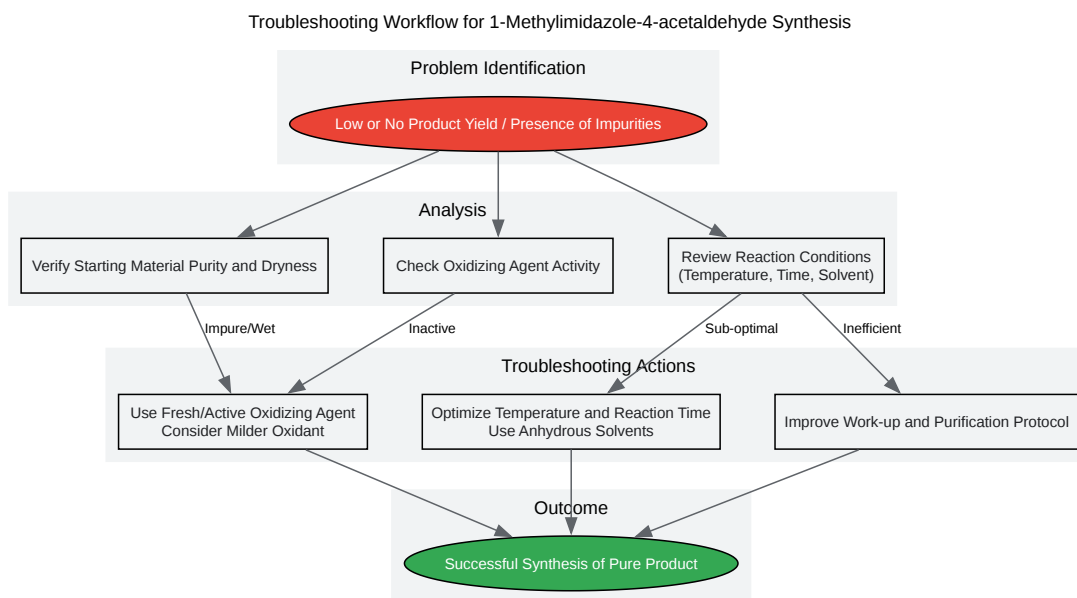 Troubleshooting Workflow for 1-Methylimidazole-4-acetaldehyde Synthesis
Problem Identification
Low or No Product Yield / Presence of Impurities
Analysis
Verify Starting Material Purity and Dryness
Check Oxidizing Agent Activity
Review Reaction Conditions
(Temperature, Time, Solvent)
Impure/Wet
Inactive
Sub-optimal
Inefficient
Troubleshooting Actions
Use Fresh/Active Oxidizing Agent
Consider Milder Oxidant
Optimize Temperature and Reaction Time
Use Anhydrous Solvents
Improve Work-up and Purification Protocol
Outcome
Successful Synthesis of Pure Product